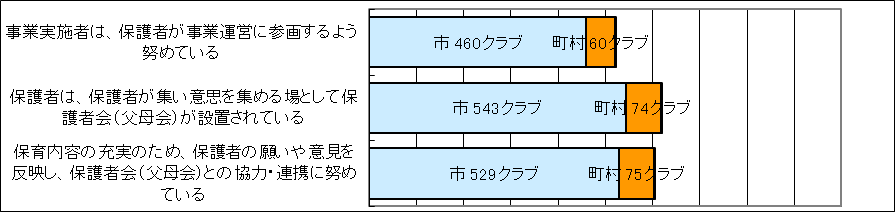 事業実施者は、保護者が事業運営に参画するよう
努めている
市 460クラブ
町村 60クラブ
保護者は、保護者が集い意思を集める場として保
護者会（父母会）が設置されている
市 543クラブ
町村 74クラブ
保育内容の充実のため、保護者の願いや意見を
反映し、保護者会（父母会）との協力・連携に努め
ている
市 529クラブ
町村 75クラブ